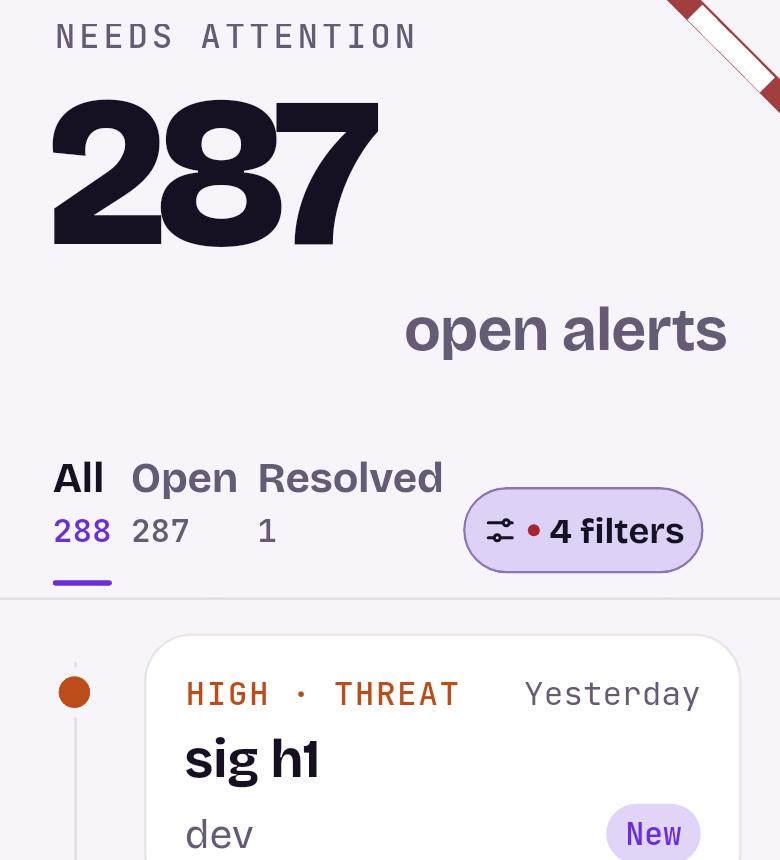 NEEDS ATTENTION
287
open alerts
All Open Resolved
288 287 1
4 filters
HIGH · THREAT Yesterday
sig h1
dev New